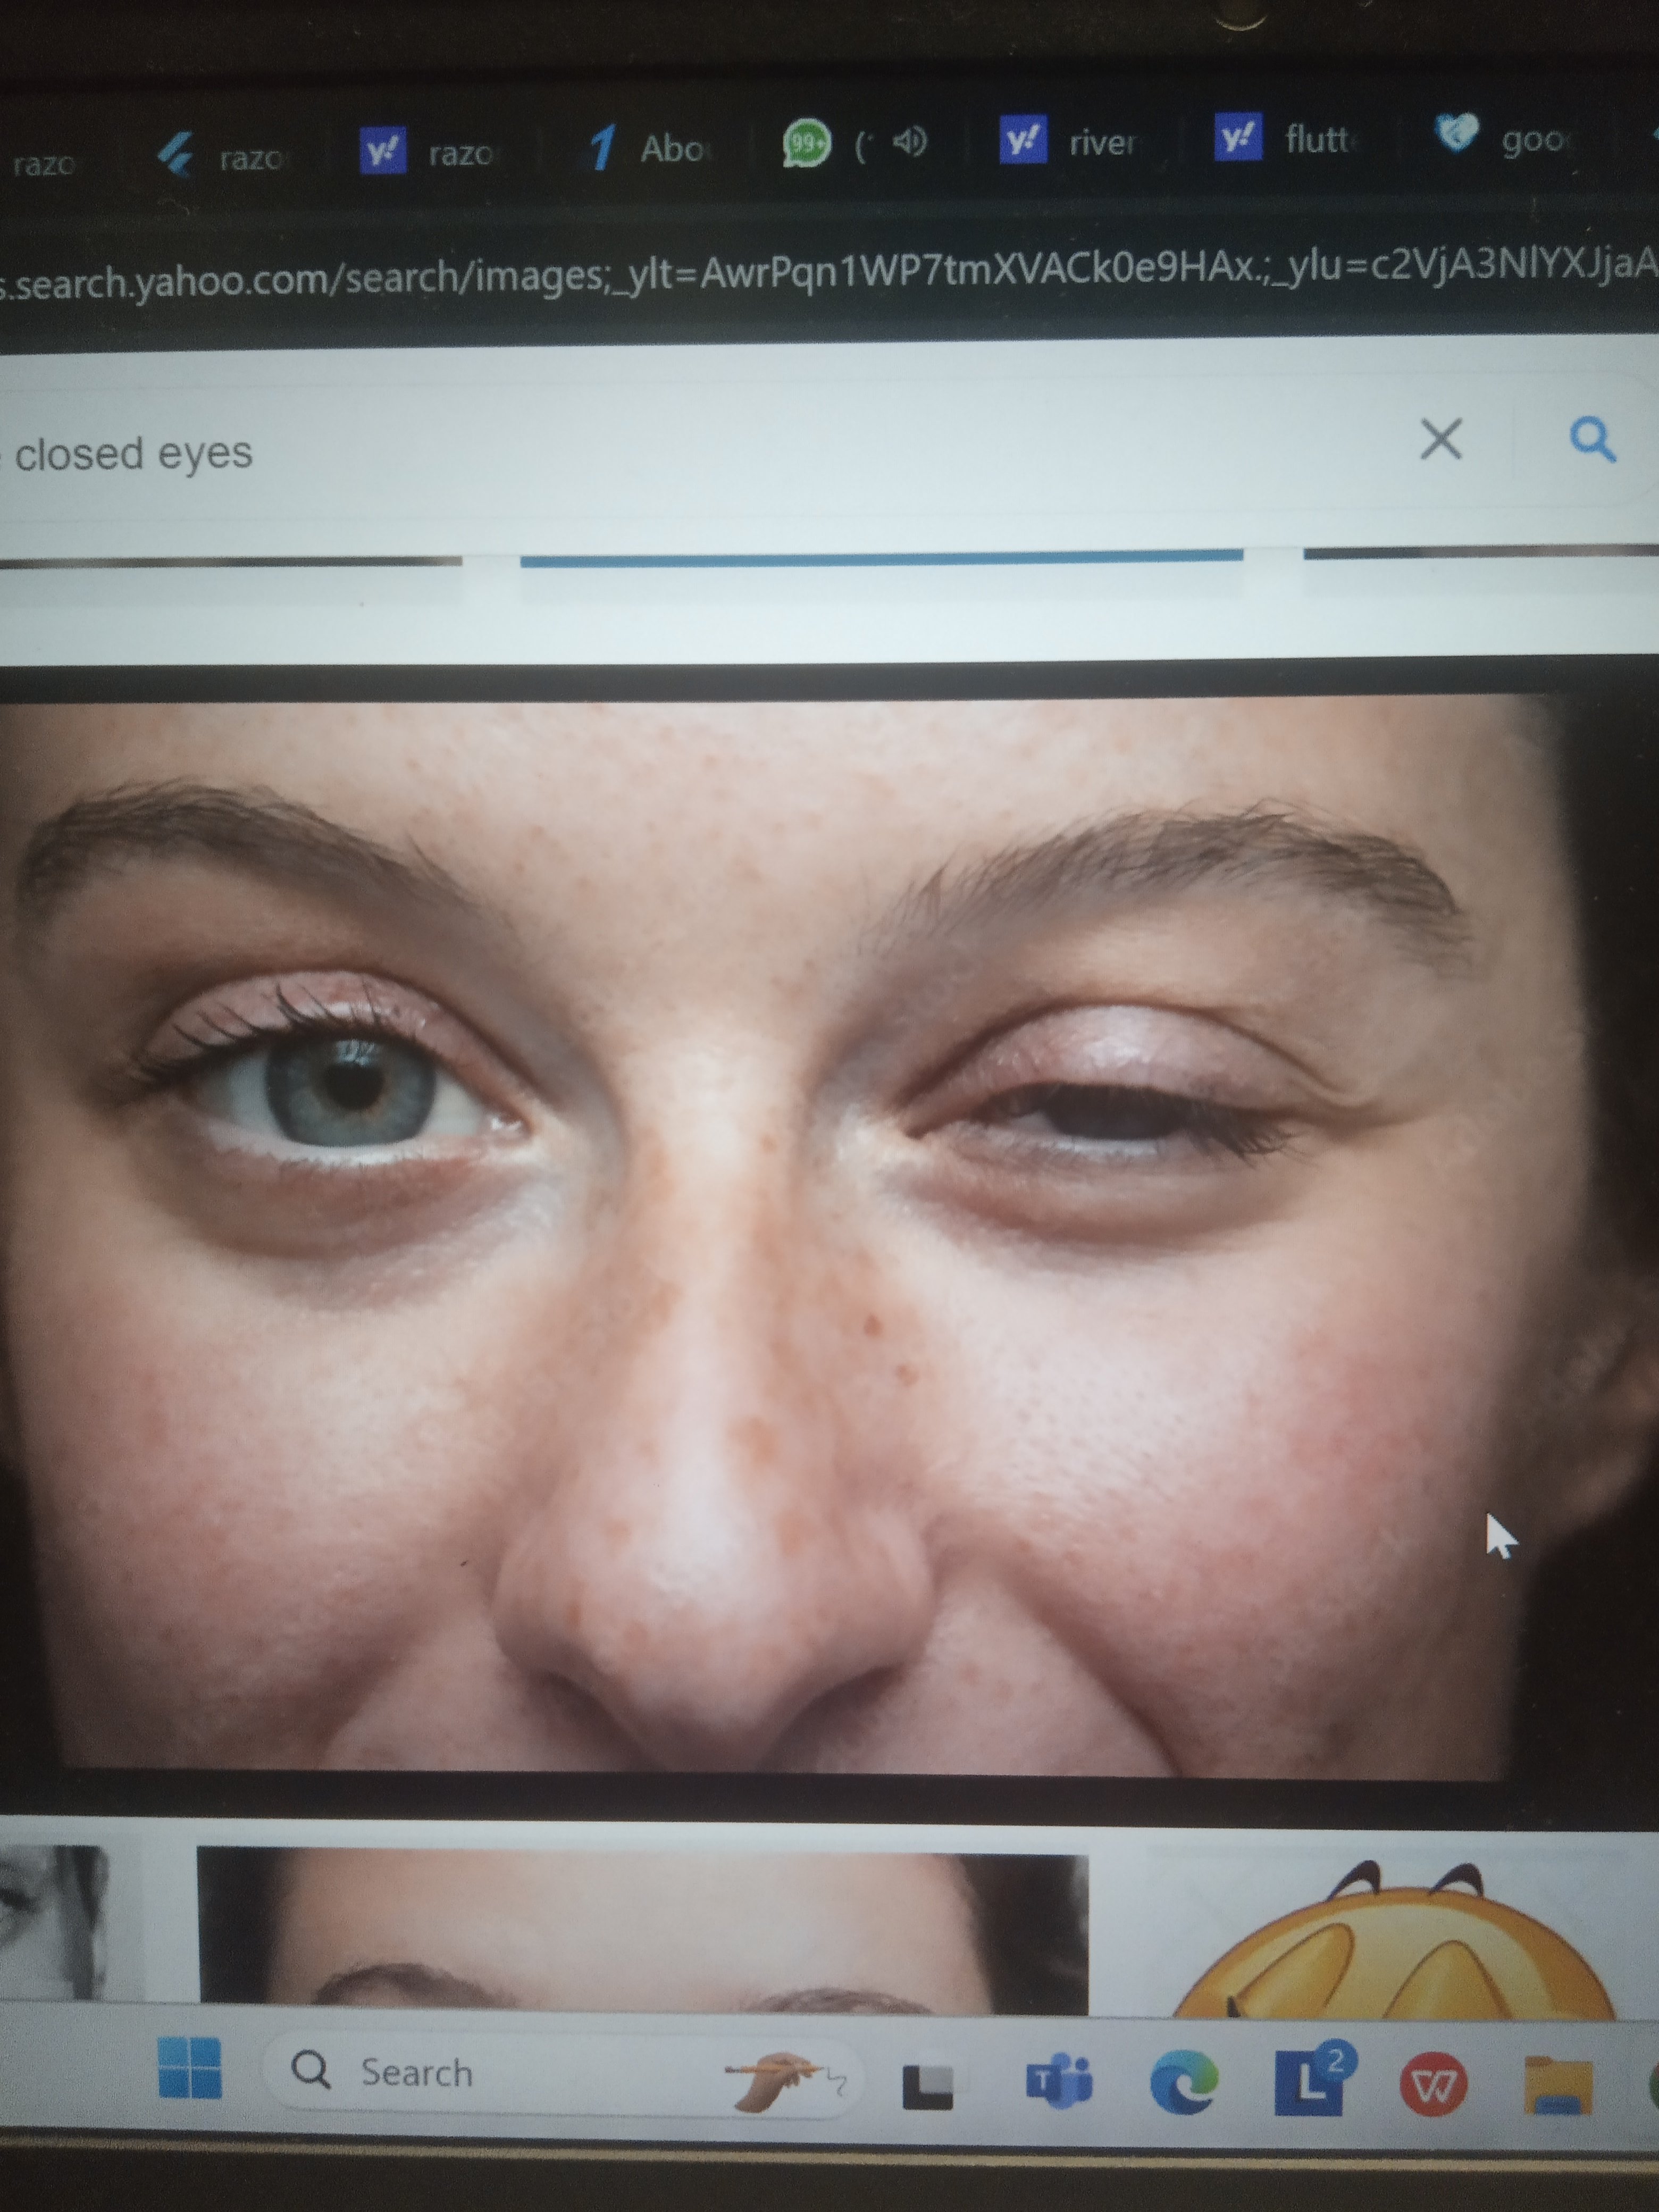 razo razo y! razo 1 Abo 99+ ( y! river y! flutt goo
s.search.yahoo.com/search/images;_ylt=AwrPqn1WP7tmXVACk0e9HAx.;_ylu=c2VjA3NlYXJjaA
closed eyes
Search T L 2 W